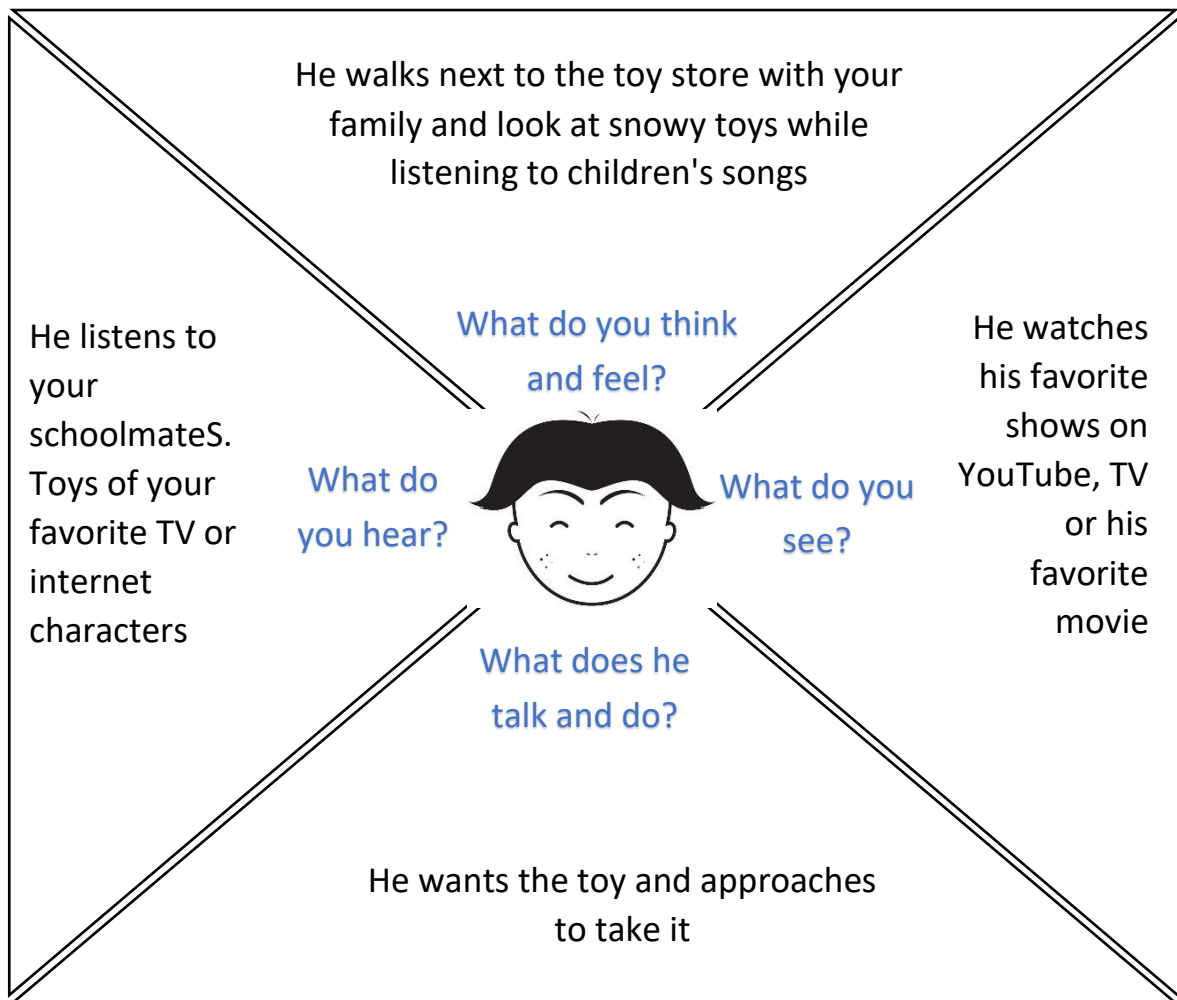 He walks next to the toy store with your
family and look at snowy toys while
listening to children's songs
What do you think
and feel?
He listens to
your
schoolmateS.
Toys of your
favorite TV or
internet
characters
What do
you hear?
What do you
see?
He watches
his favorite
shows on
YouTube, TV
or his
favorite
movie
What does he
talk and do?
He wants the toy and approaches
to take it